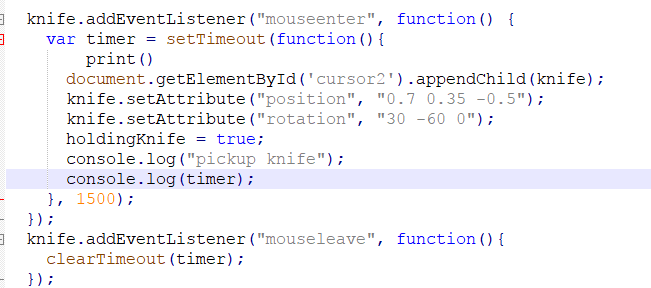 knife.addEventListener("mouseenter", function() {
  var timer = setTimeout(function(){
      print()
    document.getElementById('cursor2').appendChild(knife);
    knife.setAttribute("position", "0.7 0.35 -0.5");
    knife.setAttribute("rotation", "30 -60 0");
    holdingKnife = true;
    console.log("pickup knife");
    console.log(timer);
  }, 1500);
});
knife.addEventListener("mouseleave", function(){
  clearTimeout(timer);
});